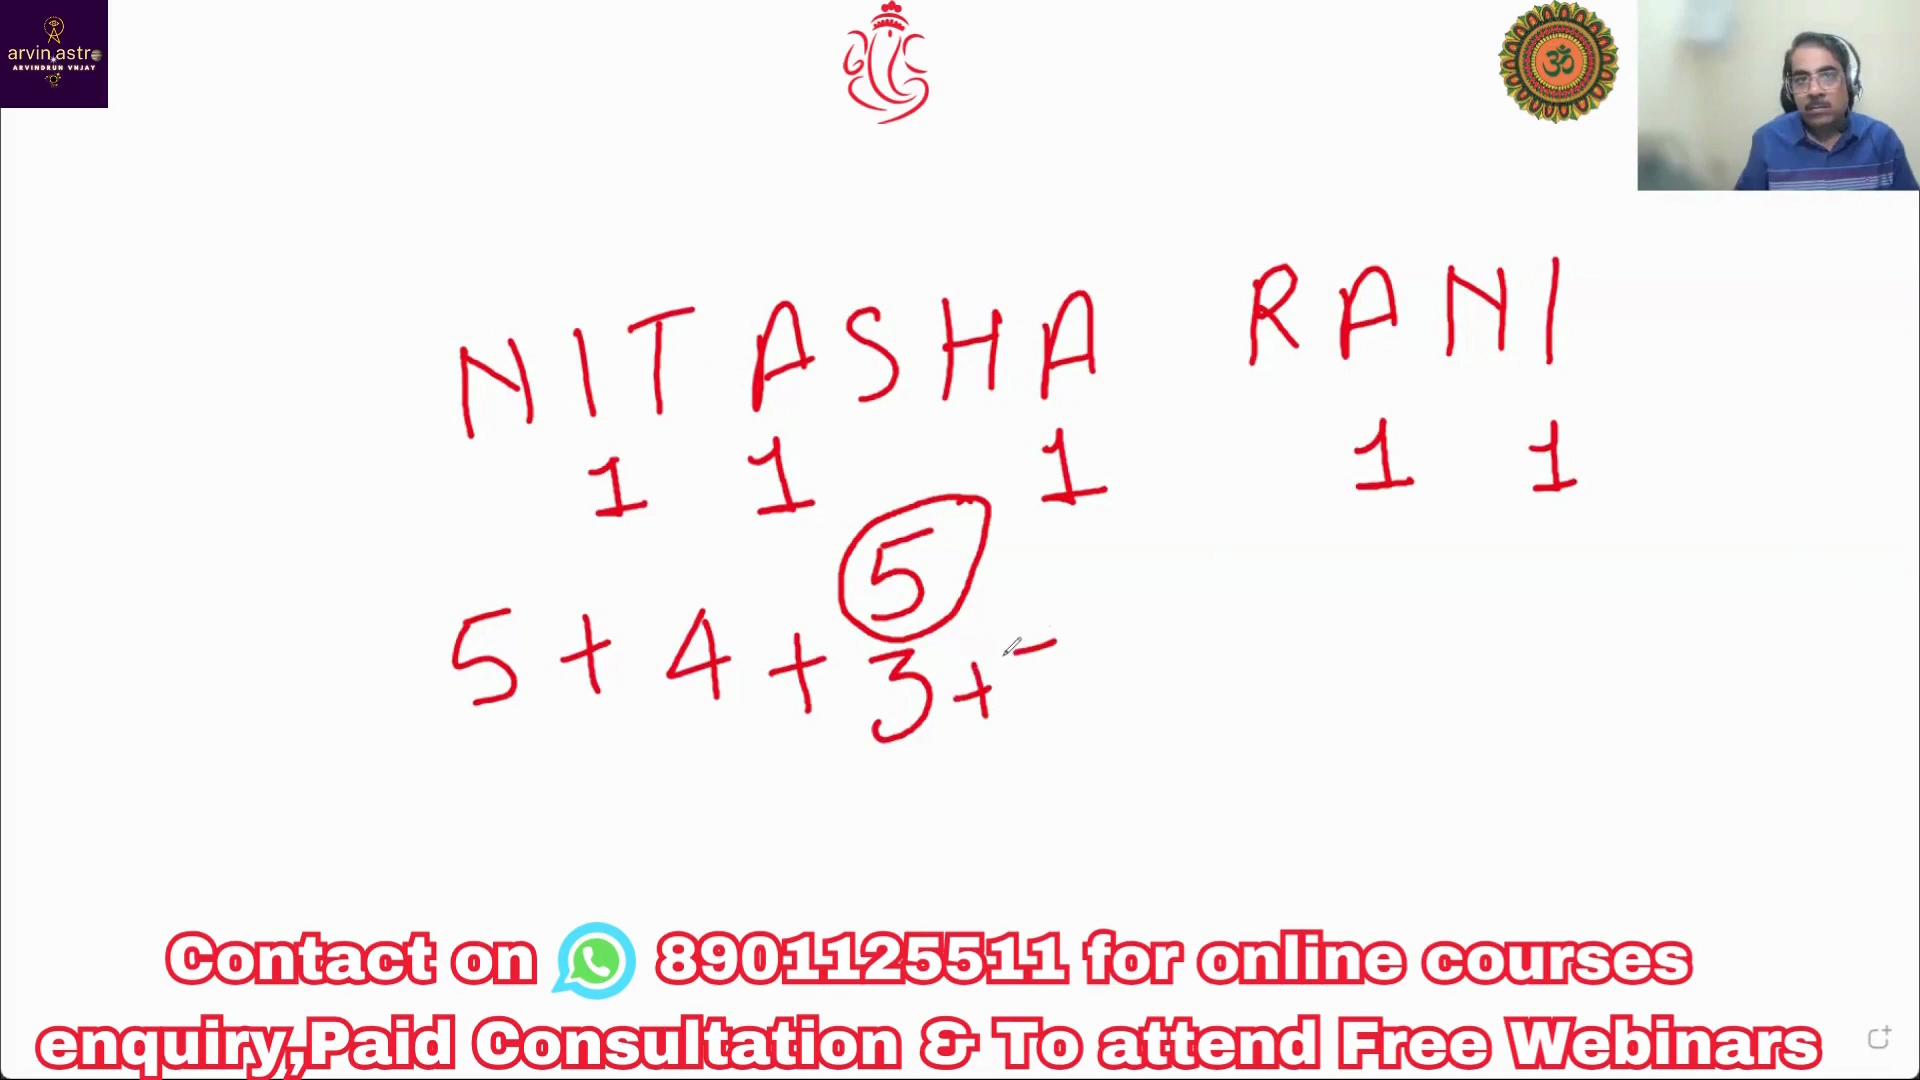 arvin astro
ARVINDRUN VNJAY
ॐ
NITASHA RANI
1 1 1 1 1
5
5 + 4 + 3 +
Contact on 8901125511 for online courses
enquiry,Paid Consultation & To attend Free Webinars